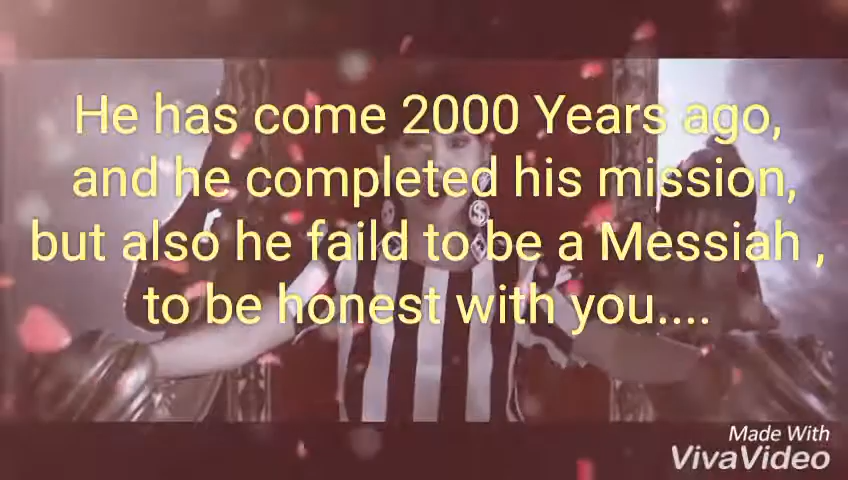 He has come 2000 Years ago,
and he completed his mission,
but also he faild to be a Messiah ,
to be honest with you....
Made With
VivaVideo